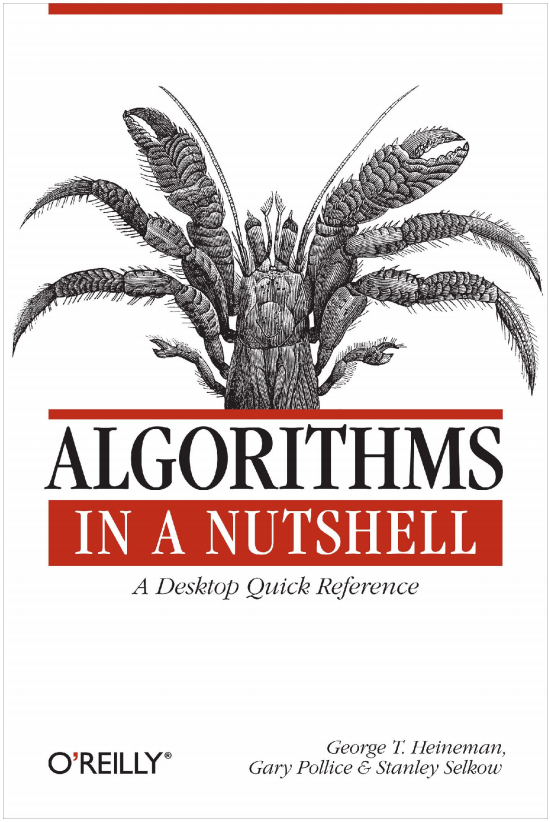 ALGORITHMS
IN A NUTSHELL
A Desktop Quick Reference
O'REILLY®
George T. Heineman,
Gary Pollice & Stanley Selkow